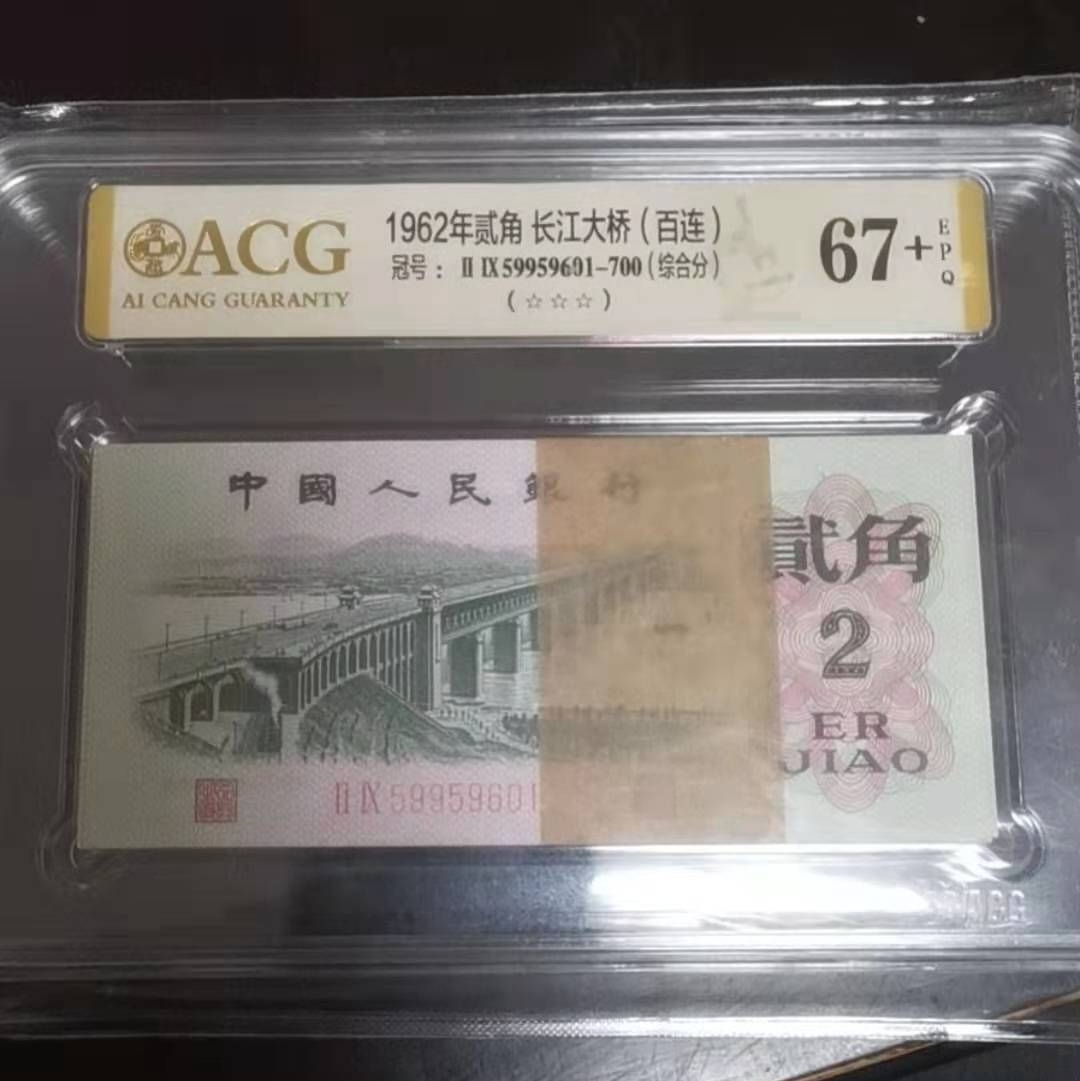 ACG
AI CANG GUARANTY
1962年贰角 长江大桥（百连）
冠号： II IX 59959601-700 (综合分)
(☆☆☆)
67+
EPQ
中國人民銀行
貳角
2
ER
JIAO
II IX 59959601
ACG